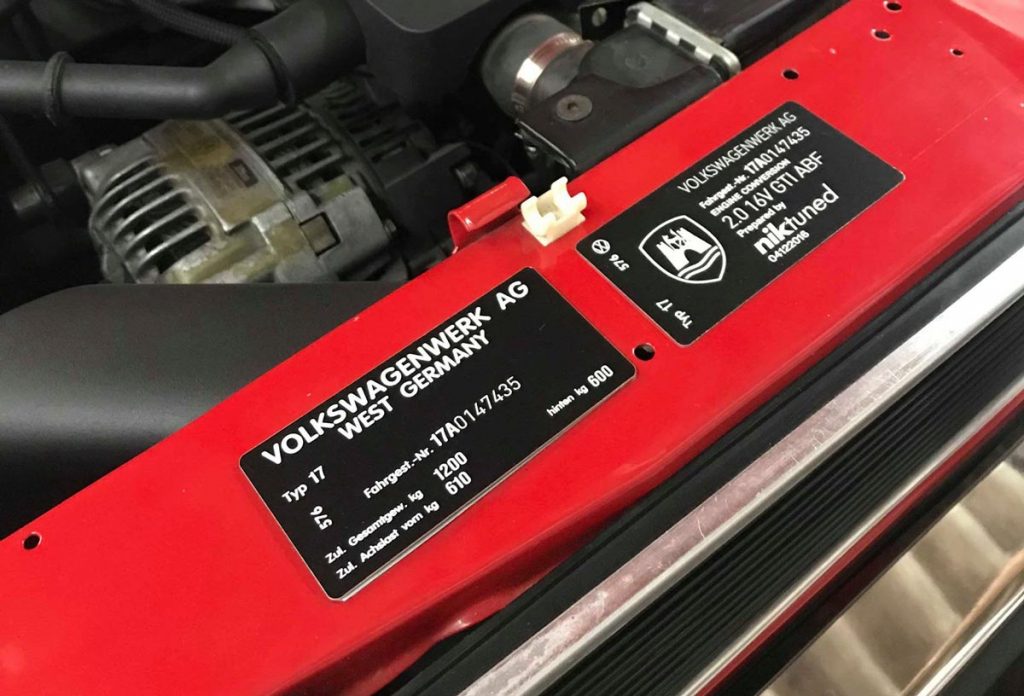 VOLKSWAGENWERK AG
WEST GERMANY
Typ 17
Fahrgest.-Nr. 17A0147435
576
Zul. Gesamtgew. kg 1200
Zul. Achslast vorn kg 610
hinten kg 600
VOLKSWAGENWERK AG
Fahrgest.-Nr. 17A0147435
ENGINE CONVERSION
2.0 16V GTI ABF
Prepared by
niktuned
04122016
576
Typ 17